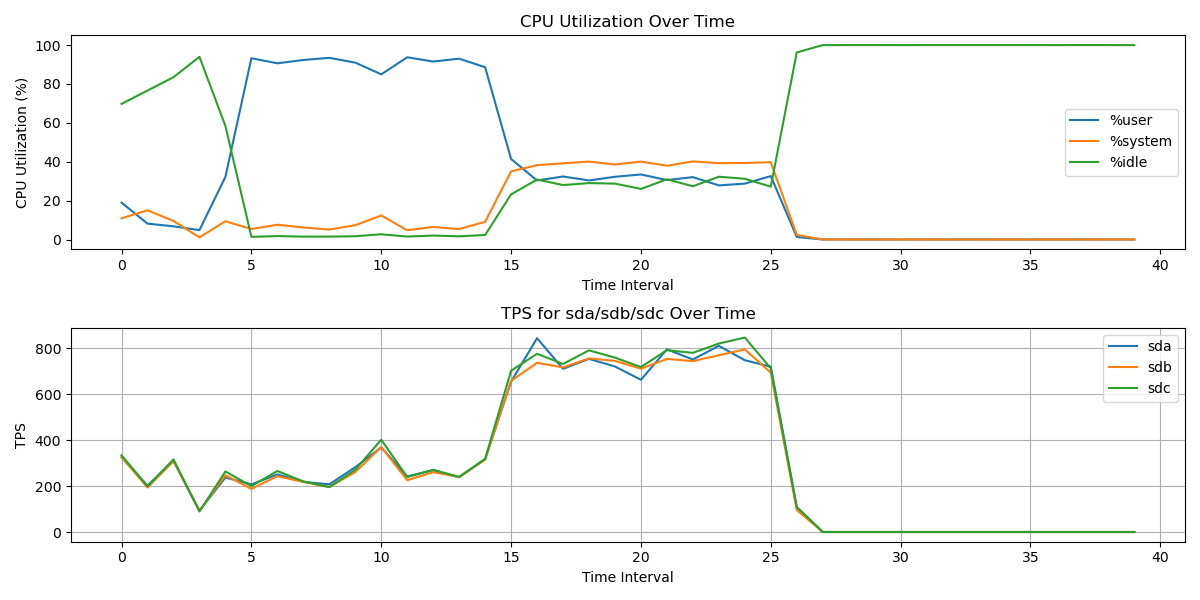 CPU Utilization Over Time
CPU Utilization (%)
100
80
60
40
20
0
%user
%system
%idle
0 5 10 15 20 25 30 35 40
Time Interval
TPS for sda/sdb/sdc Over Time
TPS
800
600
400
200
0
sda
sdb
sdc
0 5 10 15 20 25 30 35 40
Time Interval